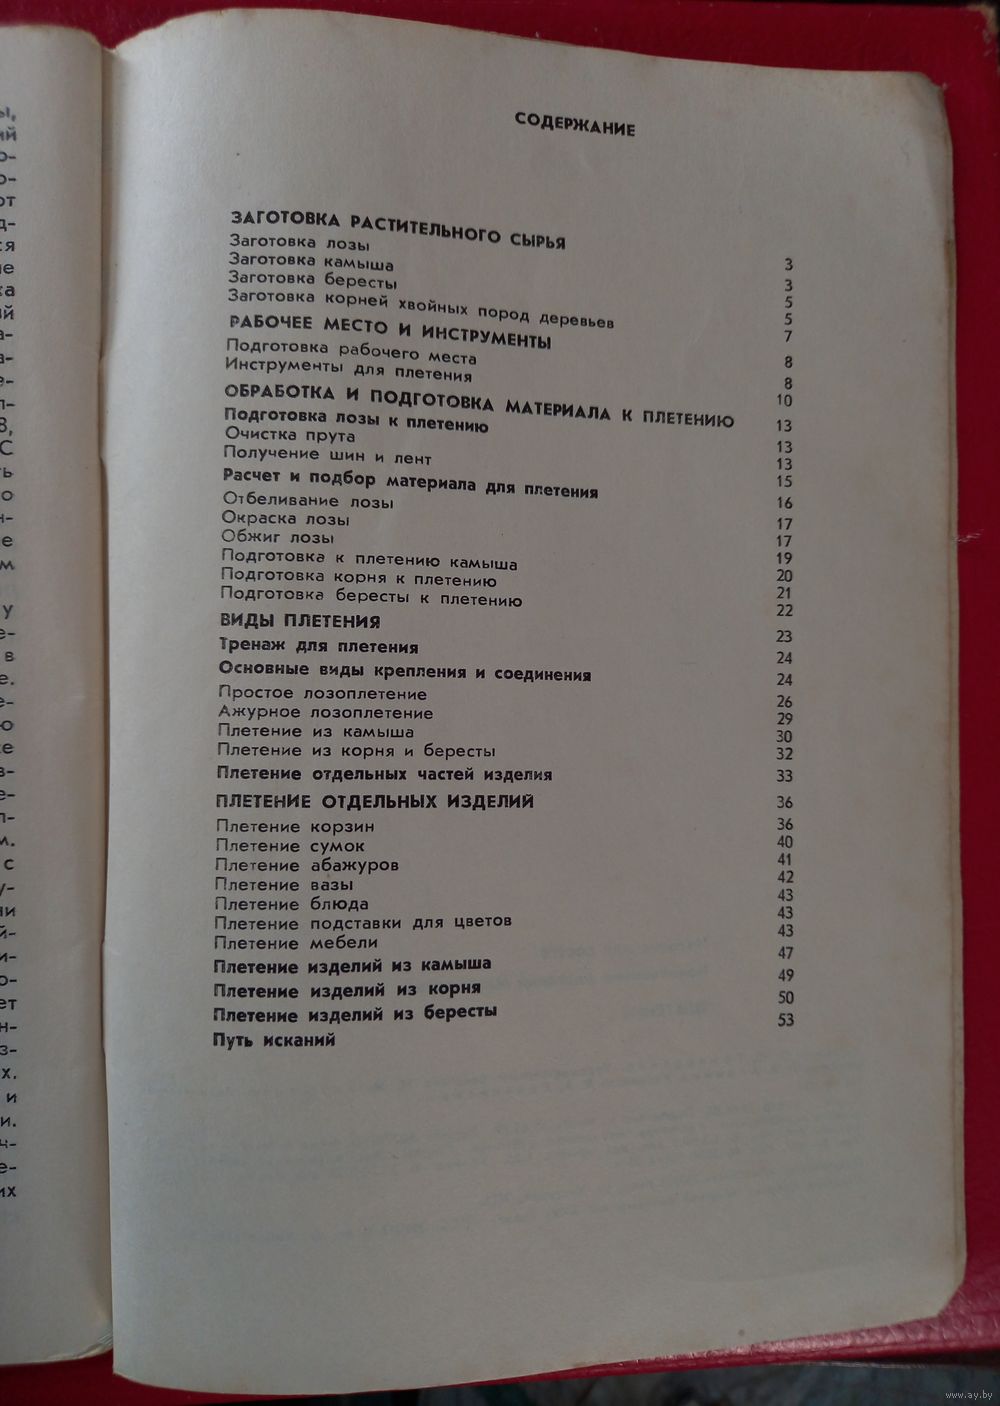 СОДЕРЖАНИЕ
ЗАГОТОВКА РАСТИТЕЛЬНОГО СЫРЬЯ 3
Заготовка лозы 3
Заготовка камыша 5
Заготовка бересты 5
Заготовка корней хвойных пород деревьев 7
РАБОЧЕЕ МЕСТО И ИНСТРУМЕНТЫ 8
Подготовка рабочего места 8
Инструменты для плетения 10
ОБРАБОТКА И ПОДГОТОВКА МАТЕРИАЛА К ПЛЕТЕНИЮ 13
Подготовка лозы к плетению 13
Очистка прута 13
Получение шин и лент 15
Расчет и подбор материала для плетения 16
Отбеливание лозы 17
Окраска лозы 17
Обжиг лозы 19
Подготовка к плетению камыша 20
Подготовка корня к плетению 21
Подготовка бересты к плетению 22
ВИДЫ ПЛЕТЕНИЯ 23
Тренаж для плетения 24
Основные виды крепления и соединения 24
Простое лозоплетение 26
Ажурное лозоплетение 29
Плетение из камыша 30
Плетение из корня и бересты 32
Плетение отдельных частей изделия 33
ПЛЕТЕНИЕ ОТДЕЛЬНЫХ ИЗДЕЛИЙ 36
Плетение корзин 36
Плетение сумок 40
Плетение абажуров 41
Плетение вазы 42
Плетение блюда 43
Плетение подставки для цветов 43
Плетение мебели 43
Плетение изделий из камыша 47
Плетение изделий из корня 49
Плетение изделий из бересты 50
Путь исканий 53
www.ay.by